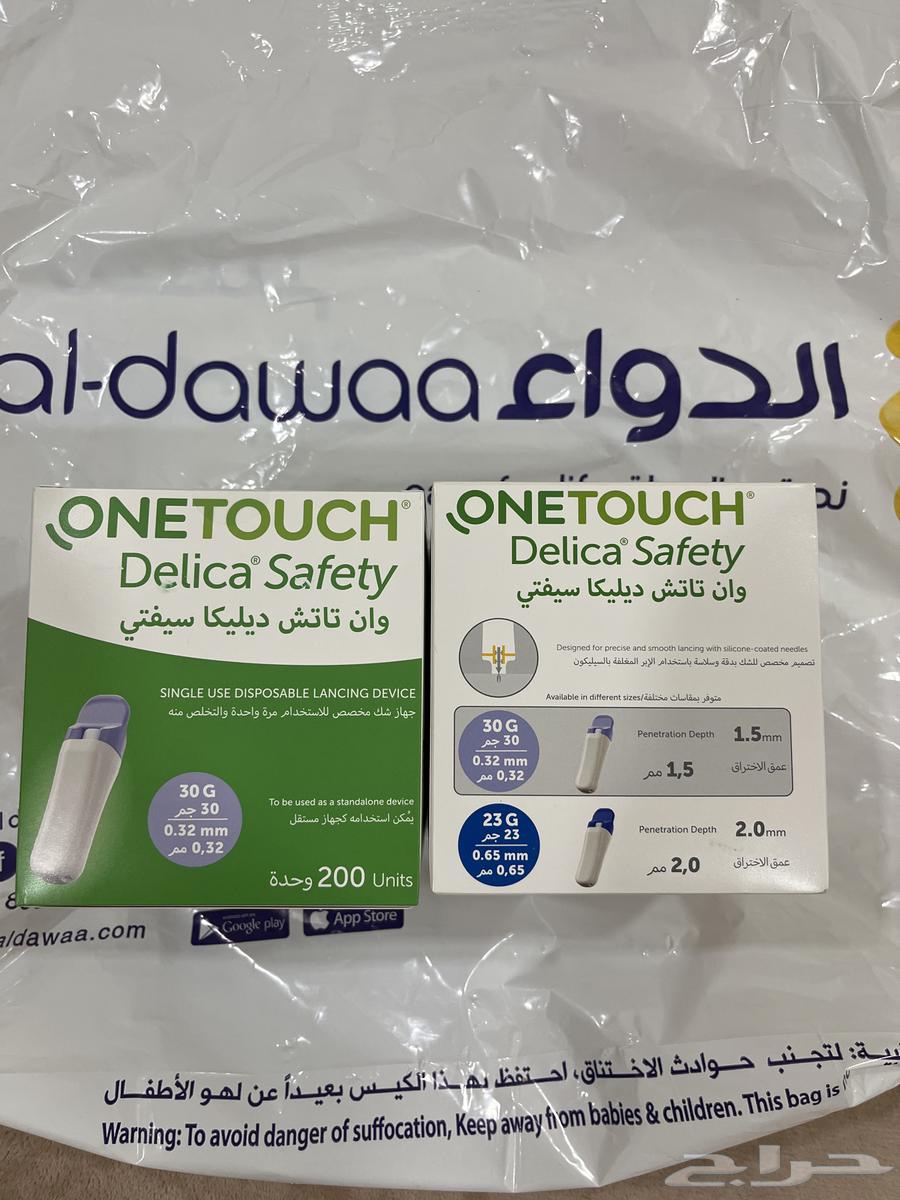 al-dawaa الدواء
ONETOUCH®
Delica® Safety
وان تاتش ديليكا سيفتي
SINGLE USE DISPOSABLE LANCING DEVICE
جهاز شك مخصص للاستخدام مرة واحدة والتخلص منه
30 G
30 جم
0.32 mm
0,32 مم
To be used as a standalone device
يُمكن استخدامه كجهاز مستقل
200 وحدة Units
ONETOUCH®
Delica® Safety
وان تاتش ديليكا سيفتي
Designed for precise and smooth lancing with silicone-coated needles
تصميم مخصص للشك بدقة وسلاسة باستخدام الإبر المغلفة بالسيليكون
Available in different sizes/متوفر بمقاسات مختلفة
30 G
30 جم
0.32 mm
0,32 مم
Penetration Depth 1.5mm
عمق الاختراق 1,5 مم
23 G
23 جم
0.65 mm
0,65 مم
Penetration Depth 2.0mm
عمق الاختراق 2,0 مم
aldawaa.com
Google play
App Store
لتجنب حوادث الاختناق، احتفظ بهذا الكيس بعيداً عن لهو الأطفال
Warning: To avoid danger of suffocation, Keep away from babies & children. This bag is
حراج